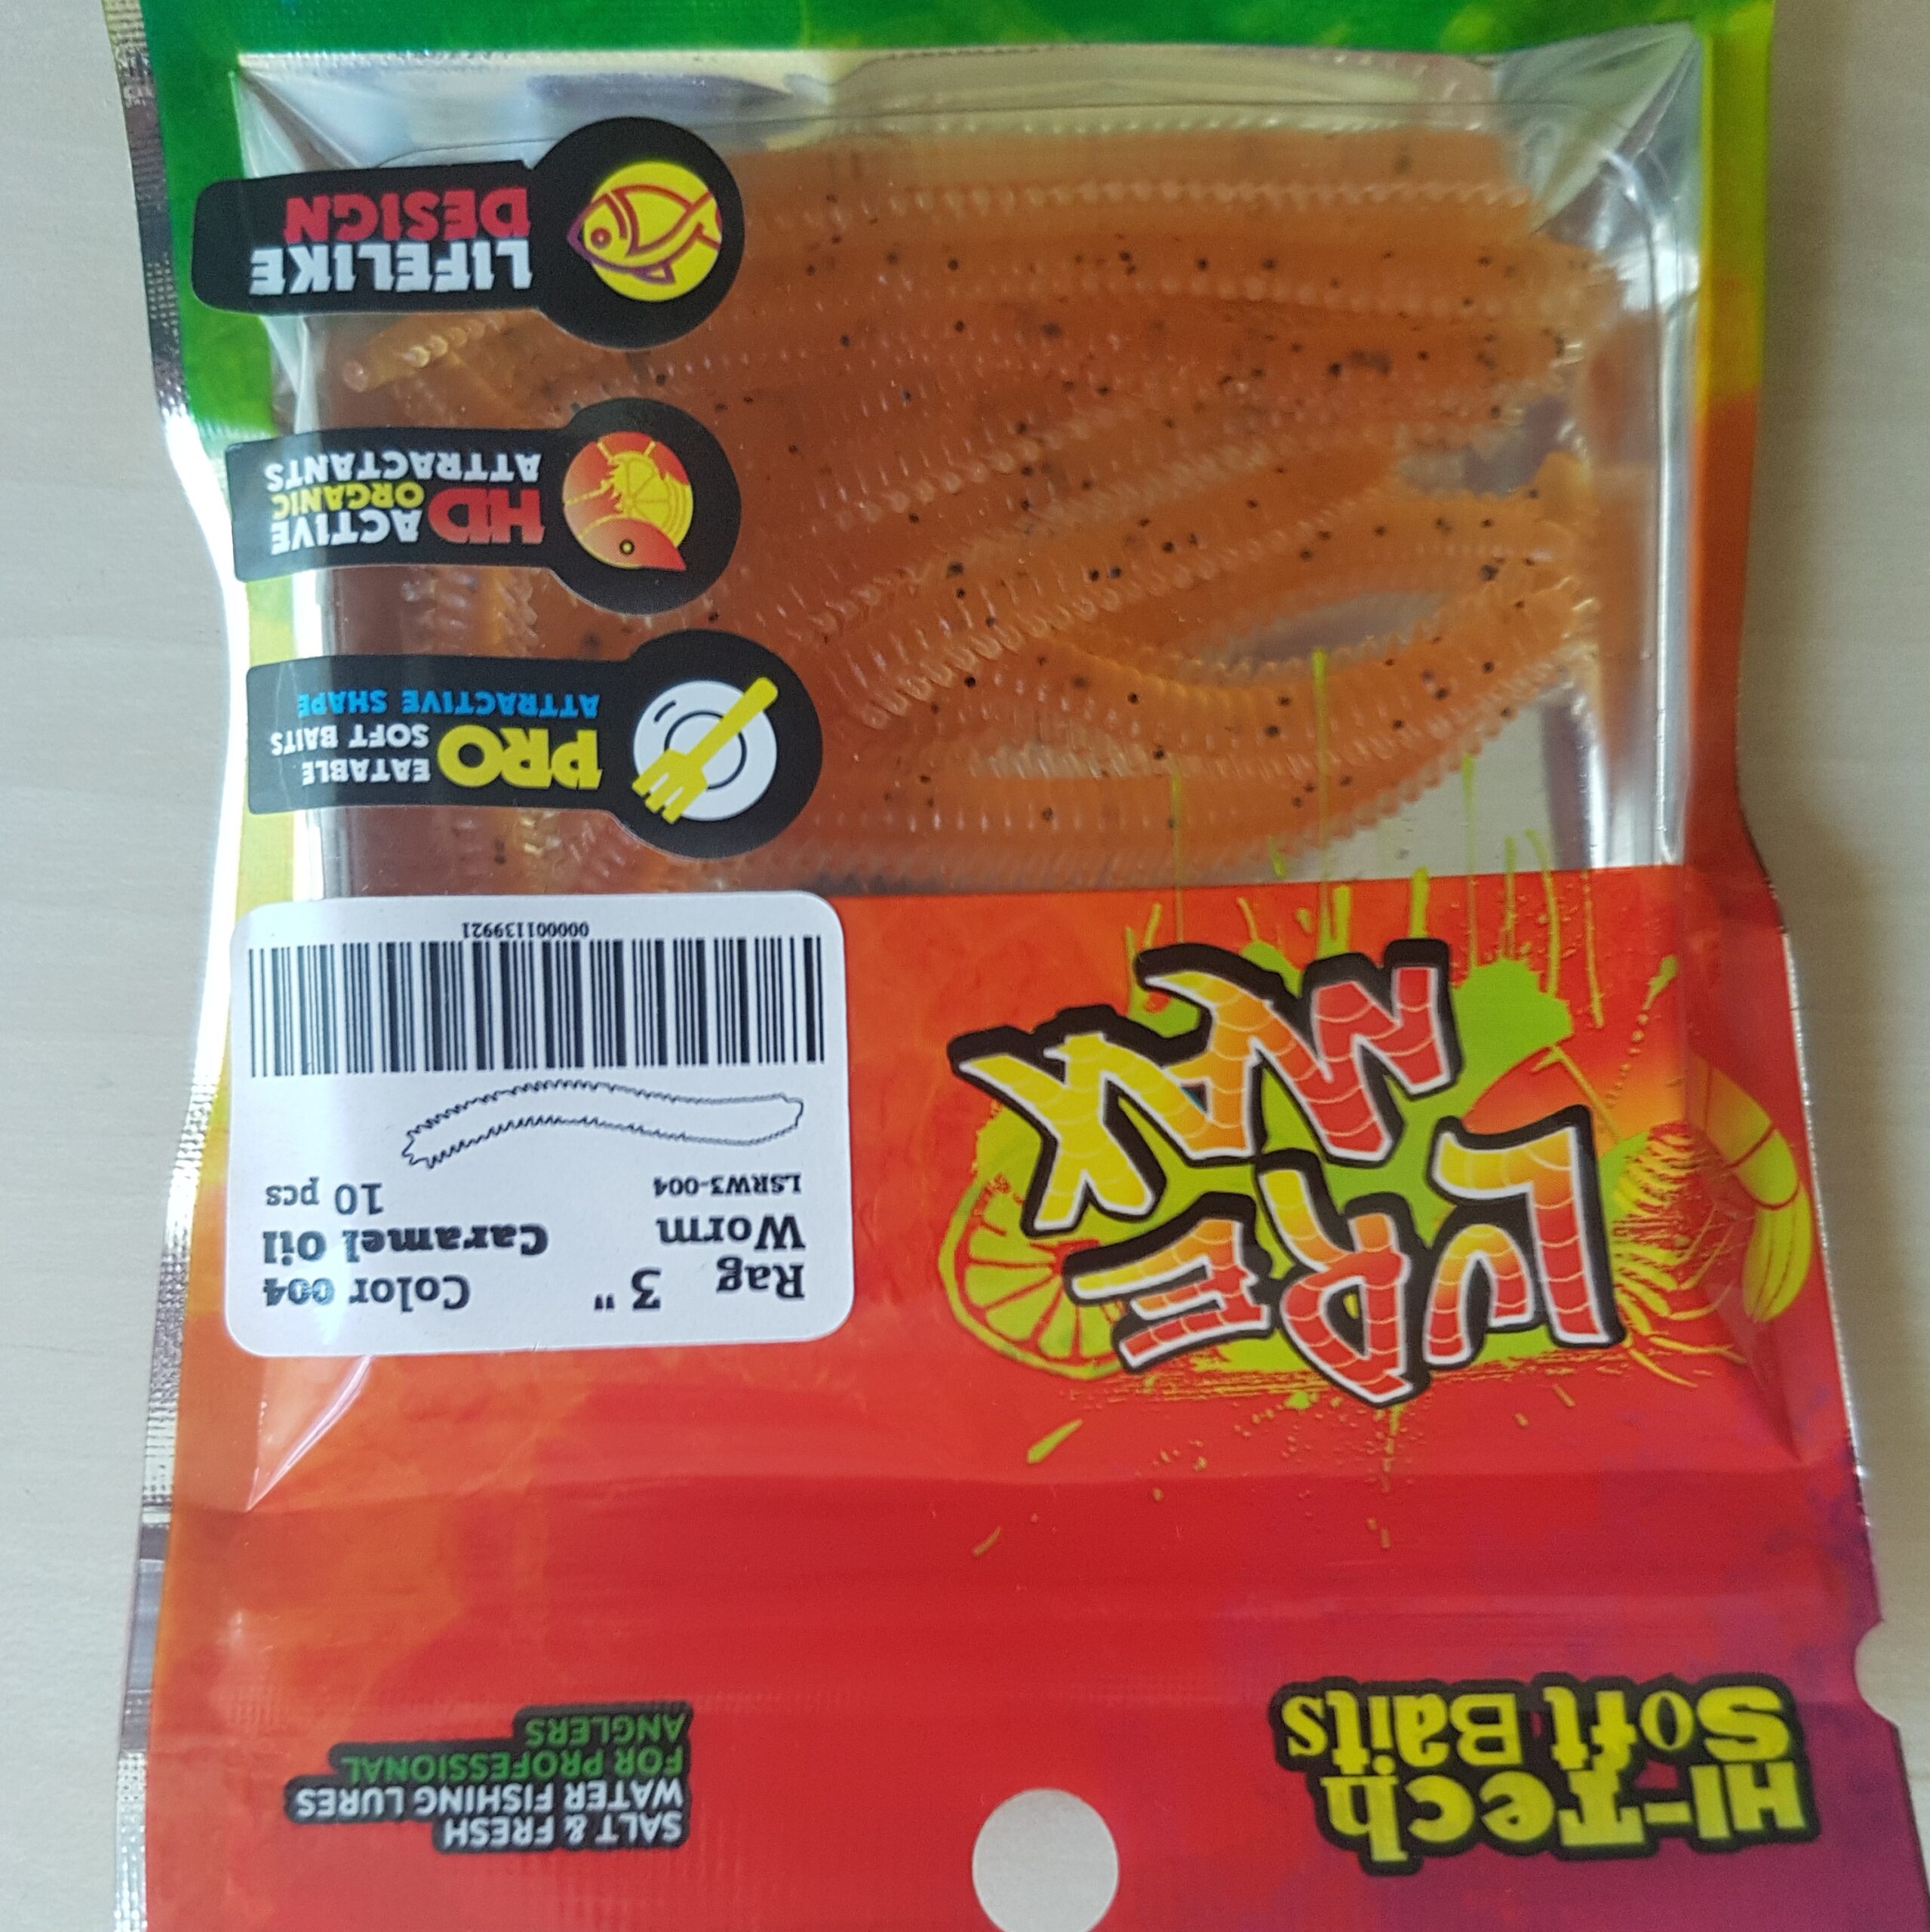 HI-Tech
Soft Baits
SALT & FRESH
WATER FISHING LURES
FOR PROFESSIONAL
ANGLERS
LURE
MAX
Rag
Worm
3"
LSRW3-004
Color 004
Caramel Oil
10 pcs
000001139921
PRO
EATABLE
SOFT BAITS
ATTRACTIVE SHAPE
HD
ACTIVE
ORGANIC
ATTRACTANTS
LIFELIKE
DESIGN